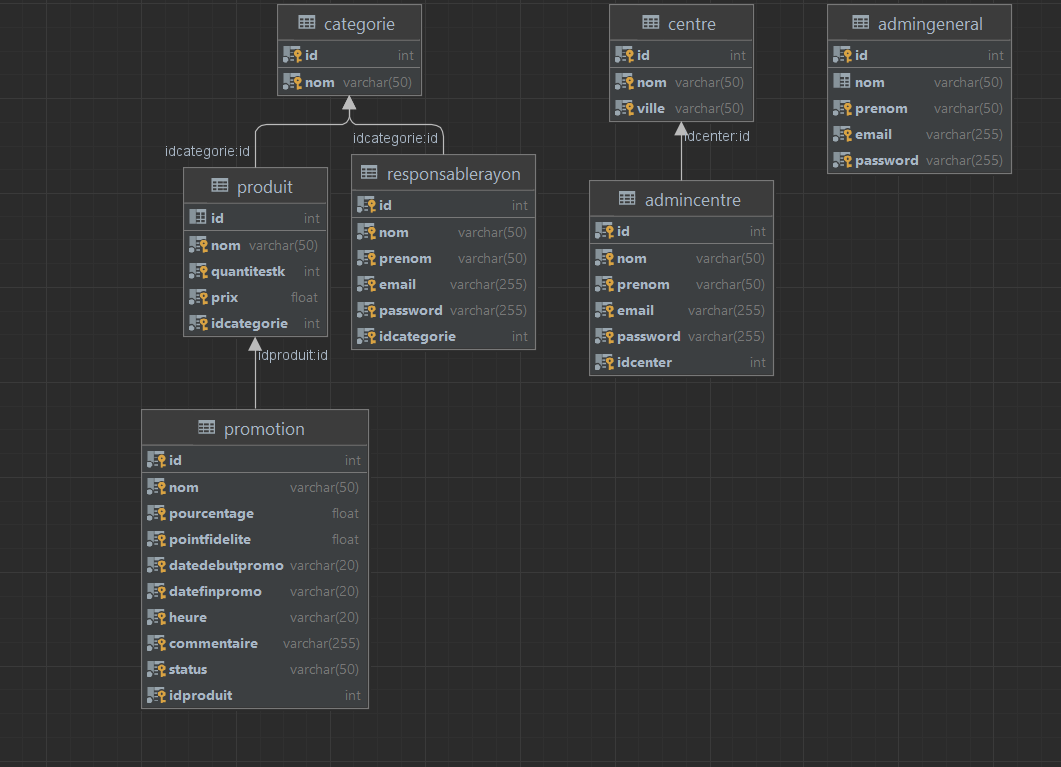 categorie
id int
nom varchar(50)
centre
id int
nom varchar(50)
ville varchar(50)
admingeneral
id int
nom varchar(50)
prenom varchar(50)
email varchar(255)
password varchar(255)
idcategorie:id
idcategorie:id
idcenter:id
produit
id int
nom varchar(50)
quantitestk int
prix float
idcategorie int
responsablerayon
id int
nom varchar(50)
prenom varchar(50)
email varchar(255)
password varchar(255)
idcategorie int
admincentre
id int
nom varchar(50)
prenom varchar(50)
email varchar(255)
password varchar(255)
idcenter int
idproduit:id
promotion
id int
nom varchar(50)
pourcentage float
pointfidelite float
datedebutpromo varchar(20)
datefinpromo varchar(20)
heure varchar(20)
commentaire varchar(255)
status varchar(50)
idproduit int